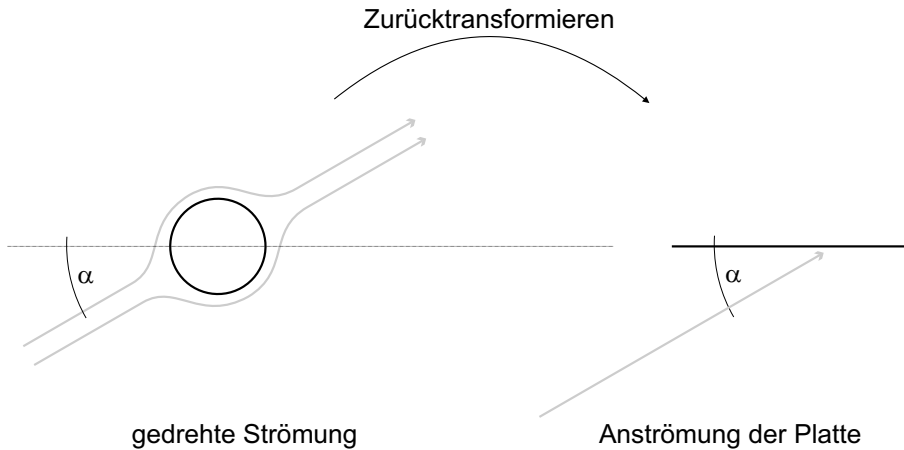 Zurücktransformieren
α
α
gedrehte Strömung
Anströmung der Platte